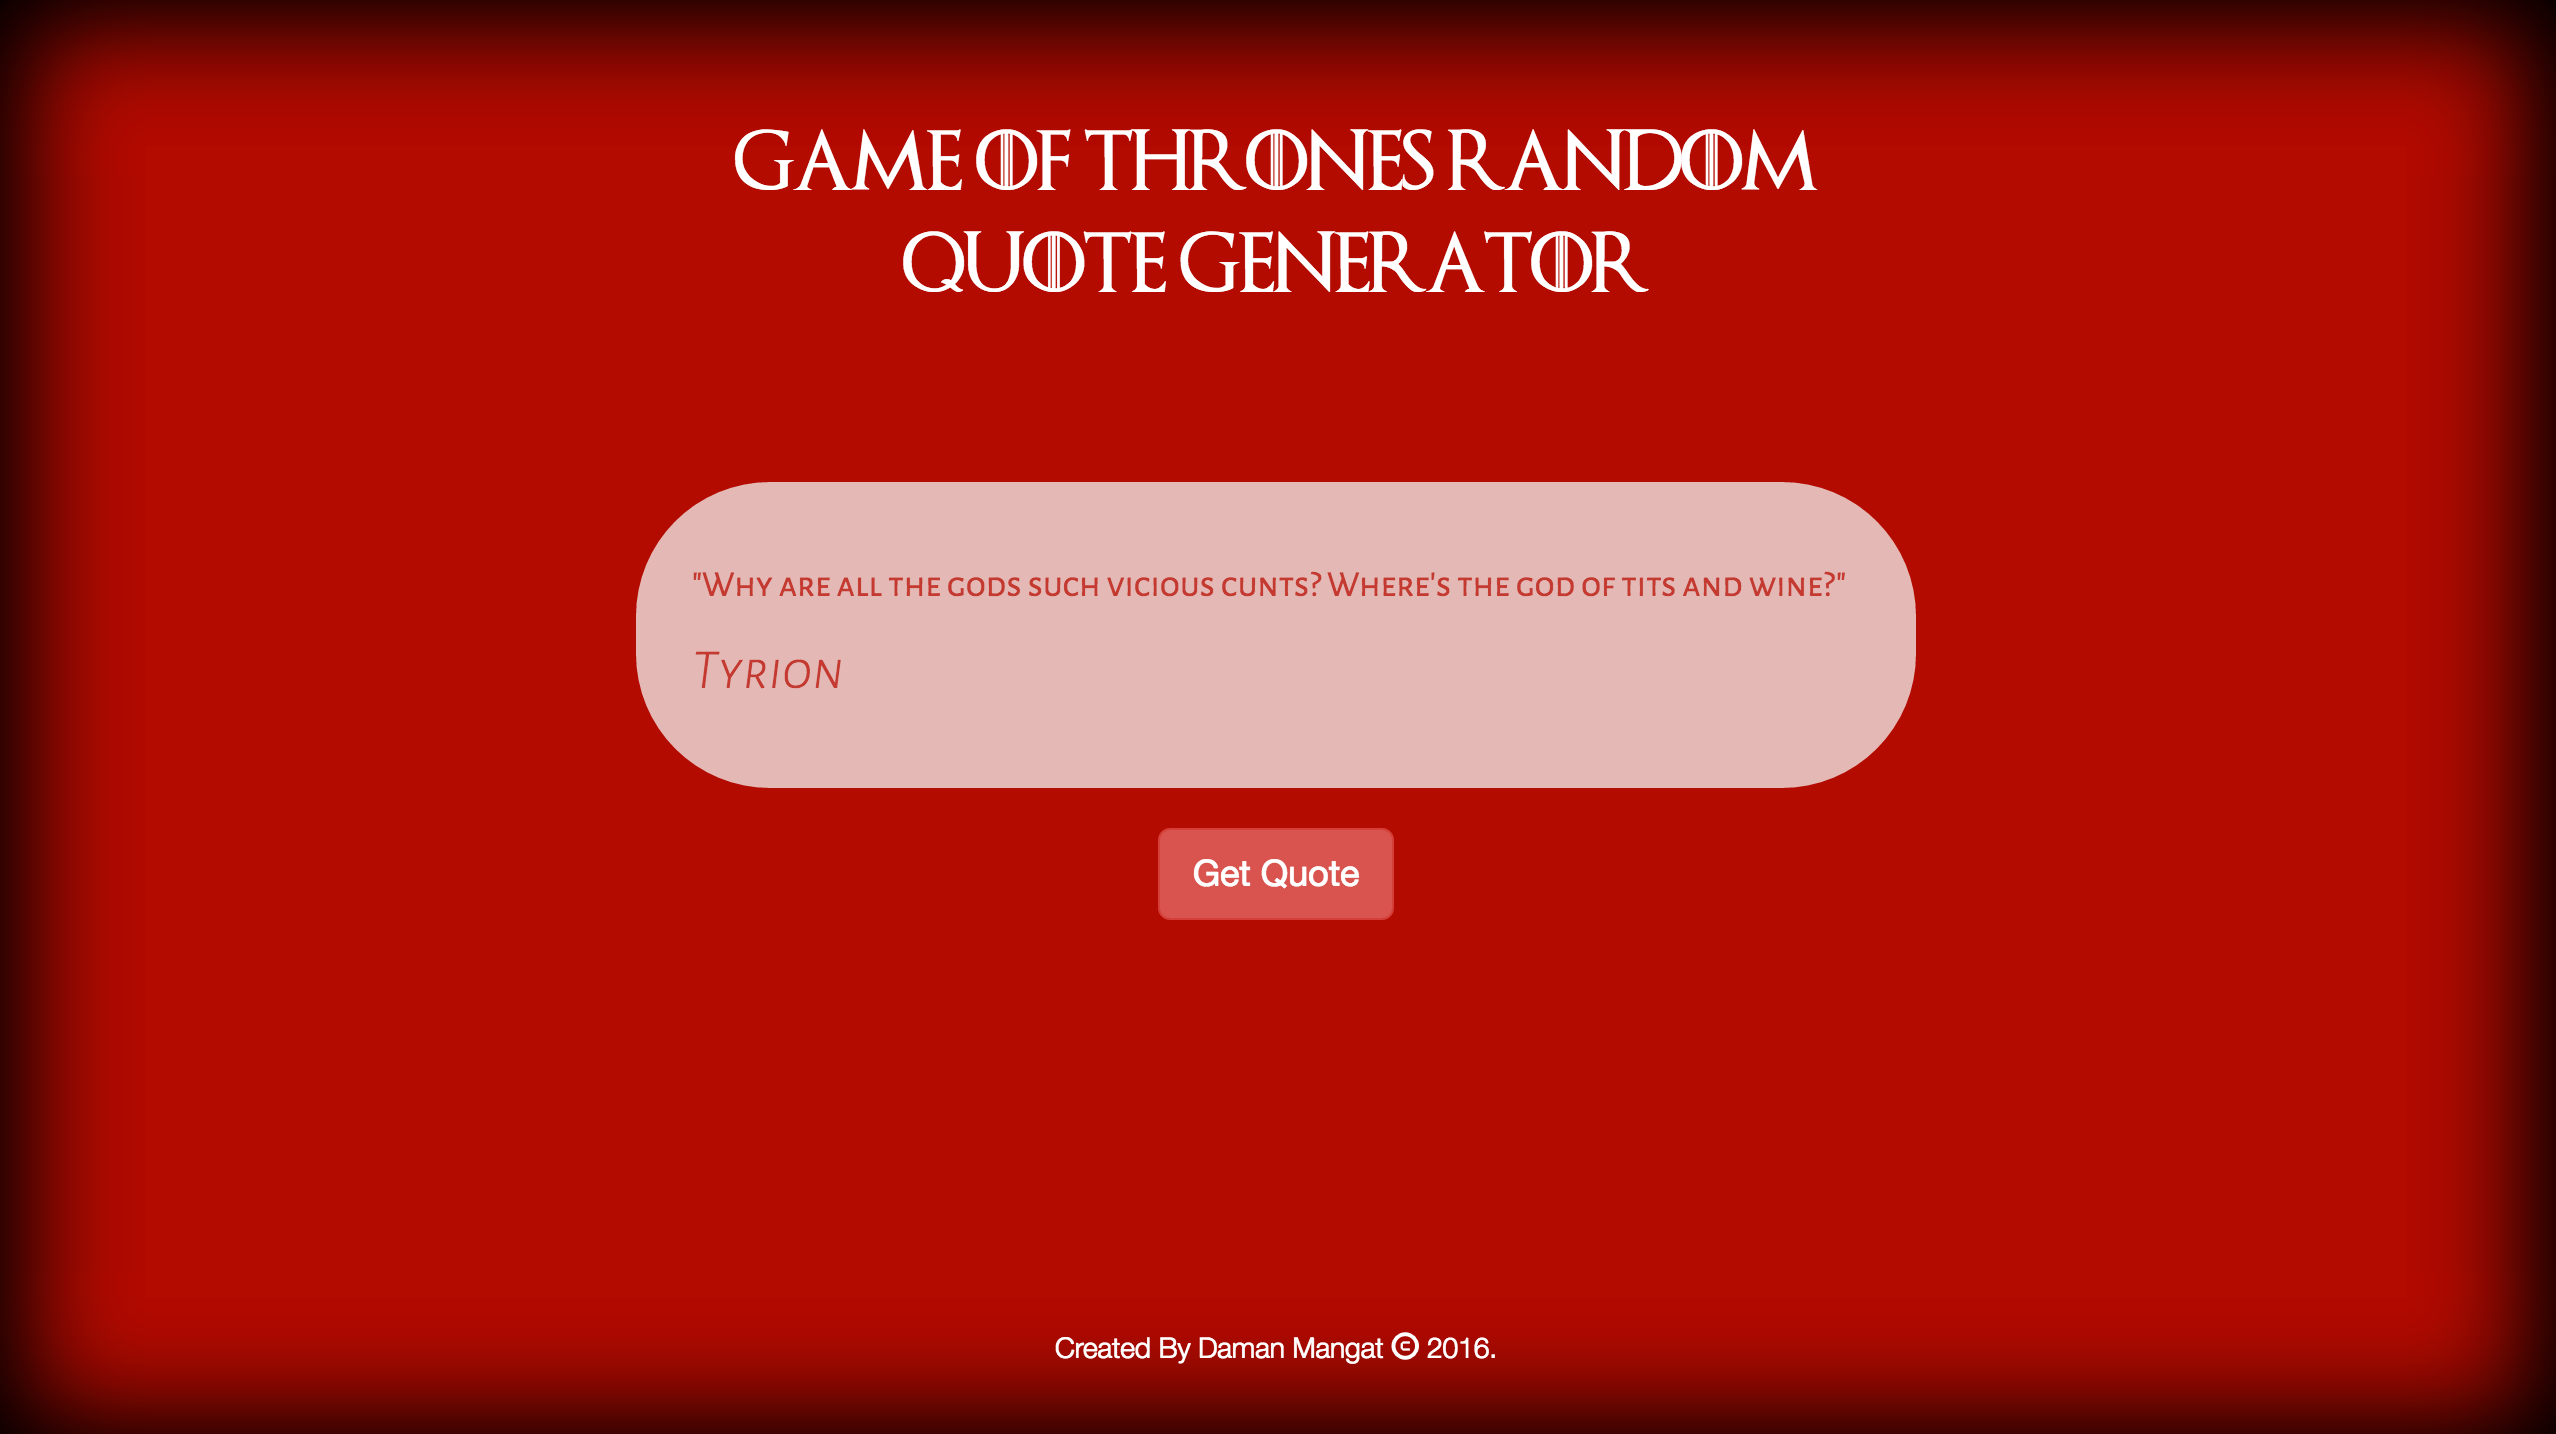 GAME OF THRONES RANDOM
QUOTE GENERATOR
"Why are all the gods such vicious cunts? Where's the god of tits and wine?"
Tyrion
Get Quote
Created By Daman Mangat © 2016.